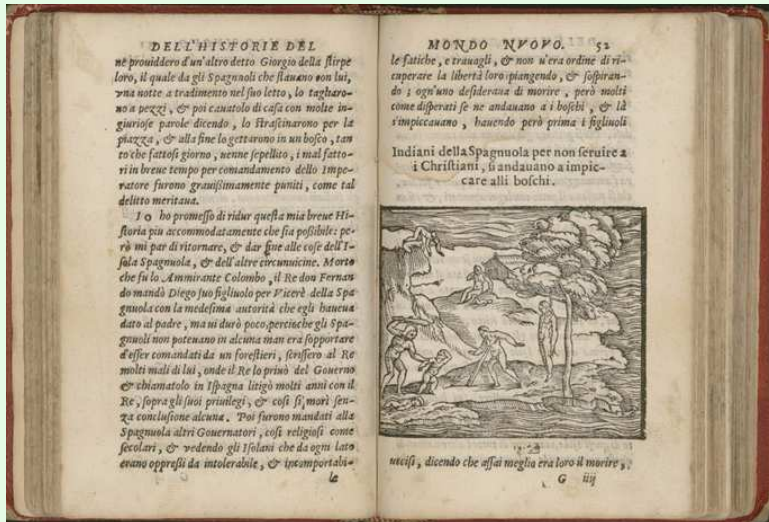 DELL'HISTORIE DEL
ne prouiddero d'un'altro detto Giorgio della stirpe
loro, il quale da gli Spagnuoli che stauano con lui,
vna notte a tradimento nel suo letto, lo tagliaro-
no a pezzi, & poi cauatolo di casa con molte in-
giuriose parole dicendo, lo strascinarono per la
piazza, & alla fine lo gettarono in un bosco, tan
to che fattosi giorno, uenne sepellito, i mal fatto-
ri in breue tempo per comandamento dello Impe-
ratore furono grauissimamente puniti, come tal
delitto meritaua.
Io ho promesso di ridur questa mia breue Hi-
storia piu accommodatamente che sia possibile: pe-
rò mi par di ritornare, & dar fine alle cose dell'I-
sola Spagnuola, & dell'altre circunuicine. Morto
che fu lo Ammirante Colombo, il Re don Fernan
do mandò Diego suo figliuolo per Vicerè della Spa
gnuola con la medesima autorità che egli haueua
dato al padre, ma ui durò poco, percioche gli Spa-
gnuoli non poteuano in alcuna man era sopportare
d'esser comandati da un forestieri, scrissero al Re
molti mali di lui, onde il Re lo priuò del Gouerno
& chiamatolo in Ispagna litigò molti anni con il
Re, sopra gli suoi priuilegi, & cosi si morì sen-
za conclusione alcuna. Poi furono mandati alla
Spagnuola altri Gouernatori, cosi religiosi come
secolari, & vedendo gli Isolani che da ogni lato
erano oppressi da intolerabile, & incomportabi-
le
MONDO NVOVO. 52
le fatiche, e trauagli, & non u'era ordine di ri-
cuperare la libertà loro piangendo, & sospiran-
do; ogn'uno desideraua di morire, però molti
come disperati se ne andauano a i boschi, & là
s'impiccauano, hauendo però prima i figliuoli
Indiani della Spagnuola per non seruire a
i Christiani, si andauano a impic-
care alli boschi.
uccisi, dicendo che assai meglio era loro il morire,
G iiij